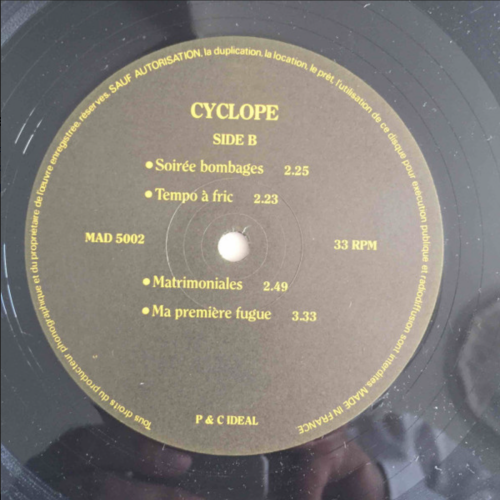 CYCLOPE
SIDE B
• Soirée bombages 2.25
• Tempo à fric 2.23
MAD 5002 33 RPM
• Matrimoniales 2.49
• Ma première fugue 3.33
P & C IDEAL
Tous droits du producteur phonographique et du propriétaire de l'œuvre enregistrée, réservés. SAUF AUTORISATION, la duplication, la location, le prêt, l'utilisation de ce disque pour exécution publique et radiodiffusion sont interdites. MADE IN FRANCE